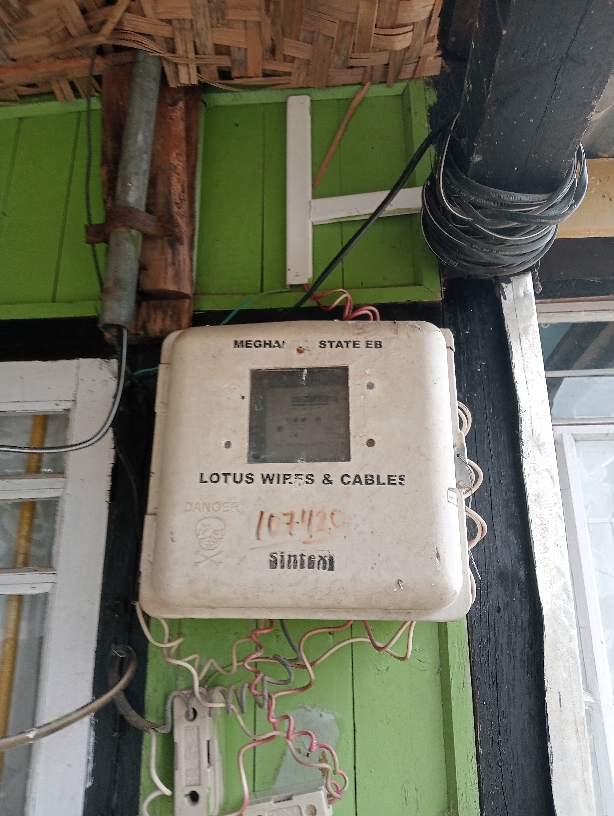 STATE EB
LOTUS WIRES & CABLES
DANGER
107420
Sintex